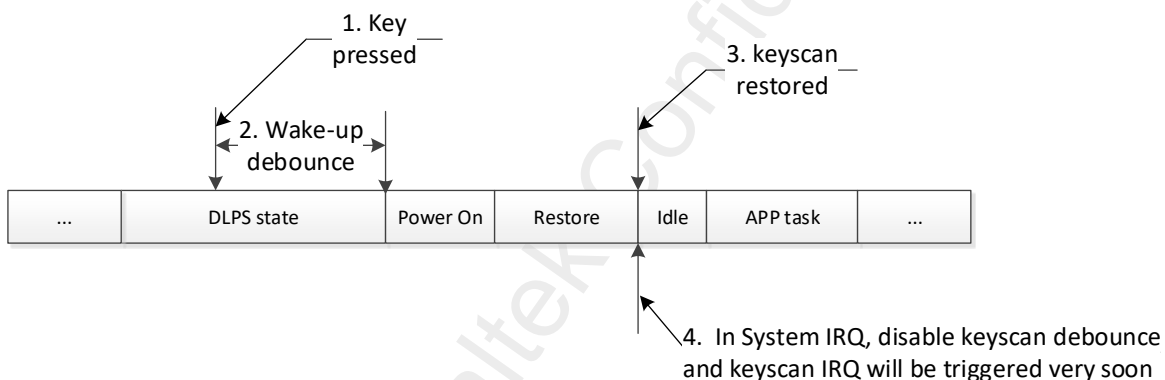 1. Key
pressed
3. keyscan
restored
2. Wake-up
debounce
...
DLPS state
Power On
Restore
Idle
APP task
...
4. In System IRQ, disable keyscan debounce
and keyscan IRQ will be triggered very soon